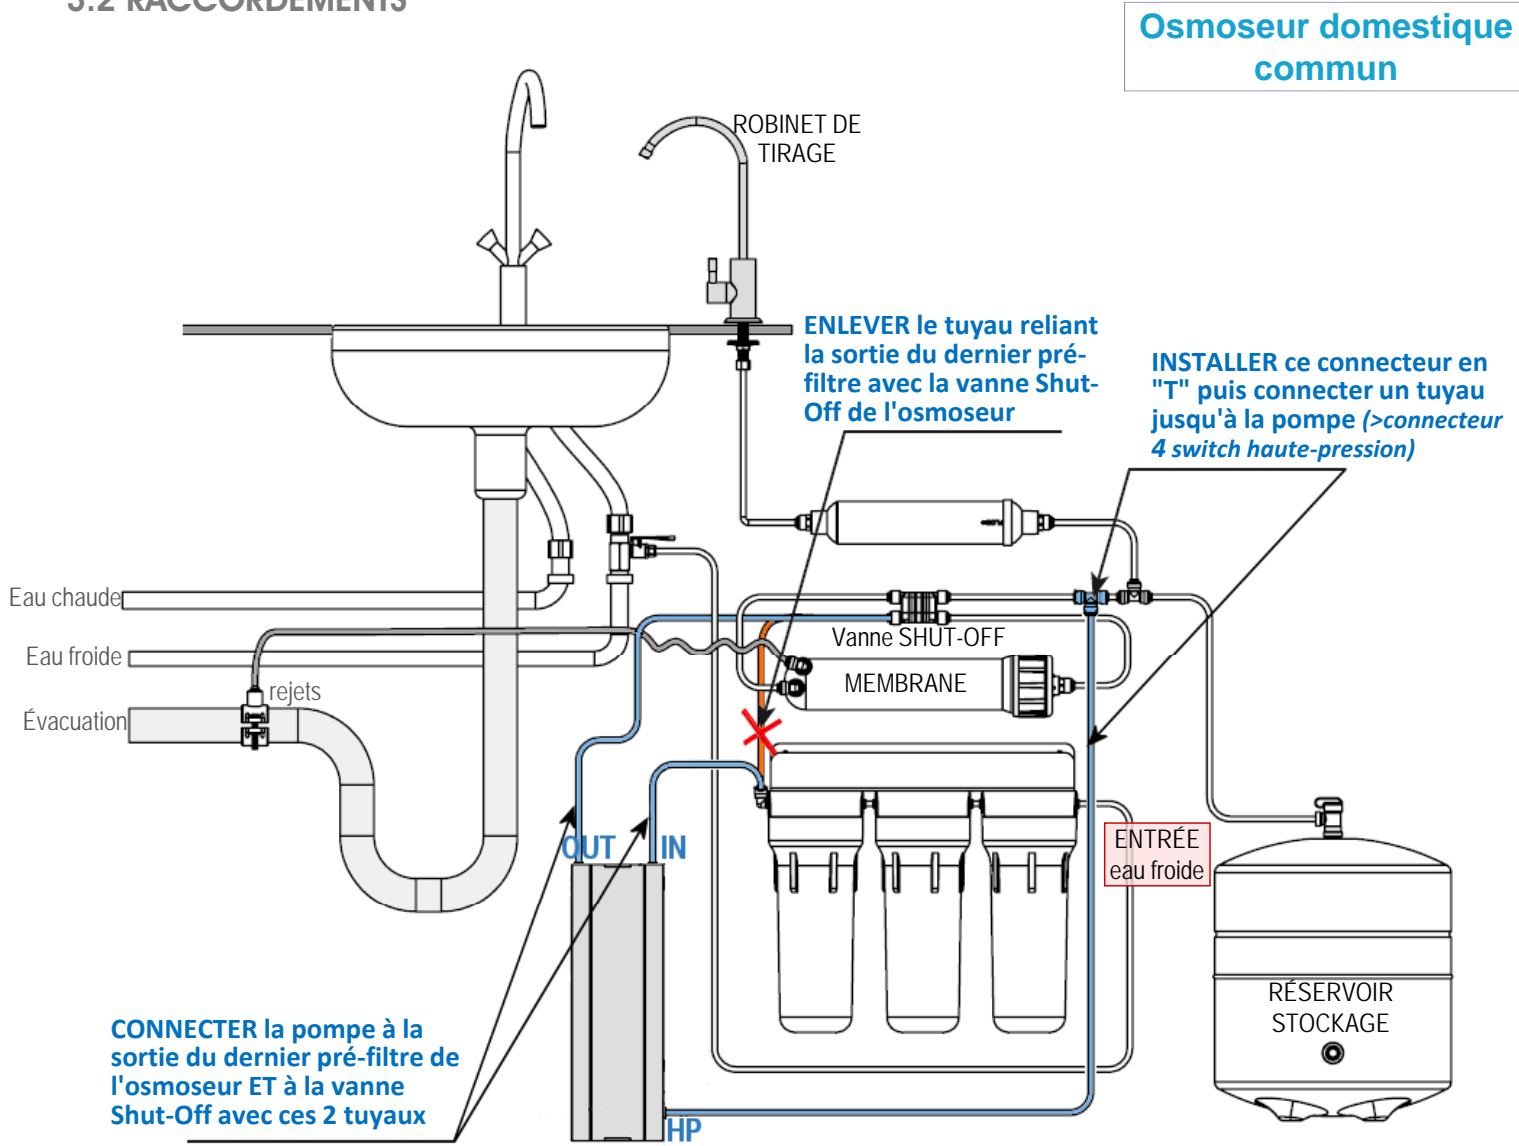 3.2 RACCORDEMENTS
Osmoseur domestique
commun
ROBINET DE
TIRAGE
ENLEVER le tuyau reliant
la sortie du dernier pré-
filtre avec la vanne Shut-
Off de l'osmoseur
INSTALLER ce connecteur en
"T" puis connecter un tuyau
jusqu'à la pompe (>connecteur
4 switch haute-pression)
Eau chaude
Eau froide
rejets
Évacuation
Vanne SHUT-OFF
MEMBRANE
OUT
IN
ENTRÉE
eau froide
RÉSERVOIR
STOCKAGE
CONNECTER la pompe à la
sortie du dernier pré-filtre de
l'osmoseur ET à la vanne
Shut-Off avec ces 2 tuyaux
HP